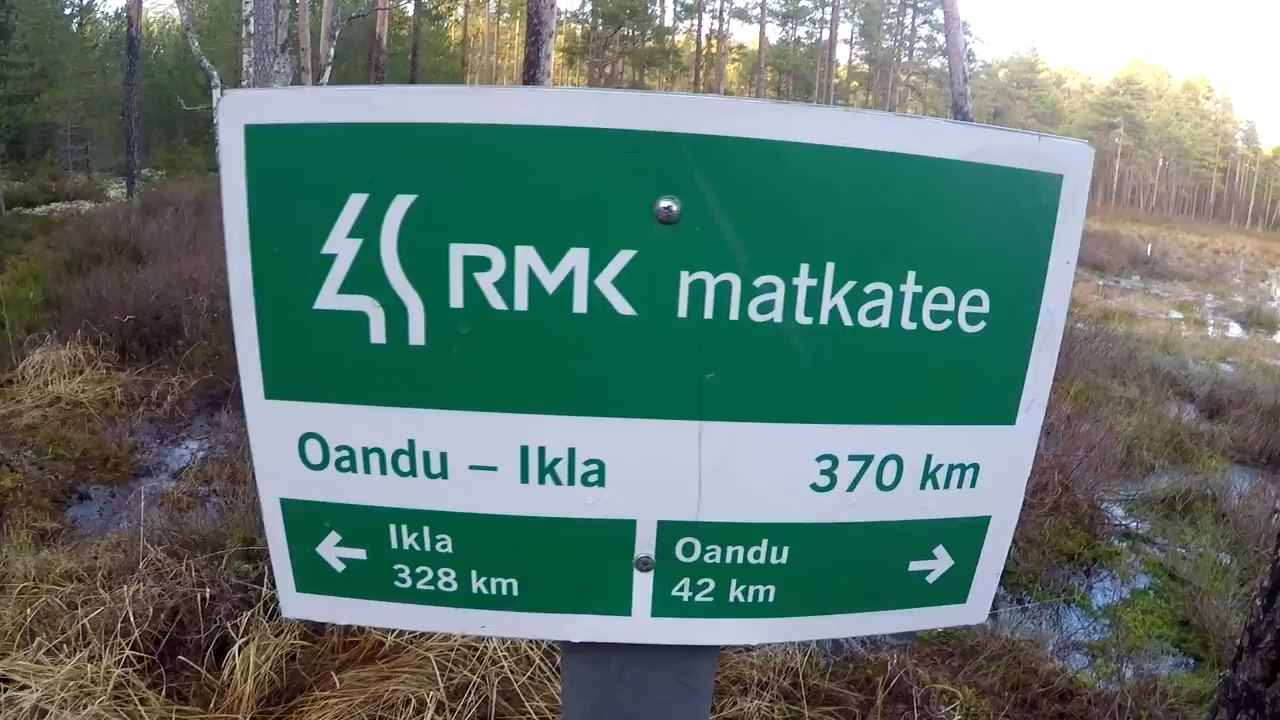 RMK matkatee
Oandu – Ikla 370 km
← Ikla
328 km
Oandu →
42 km